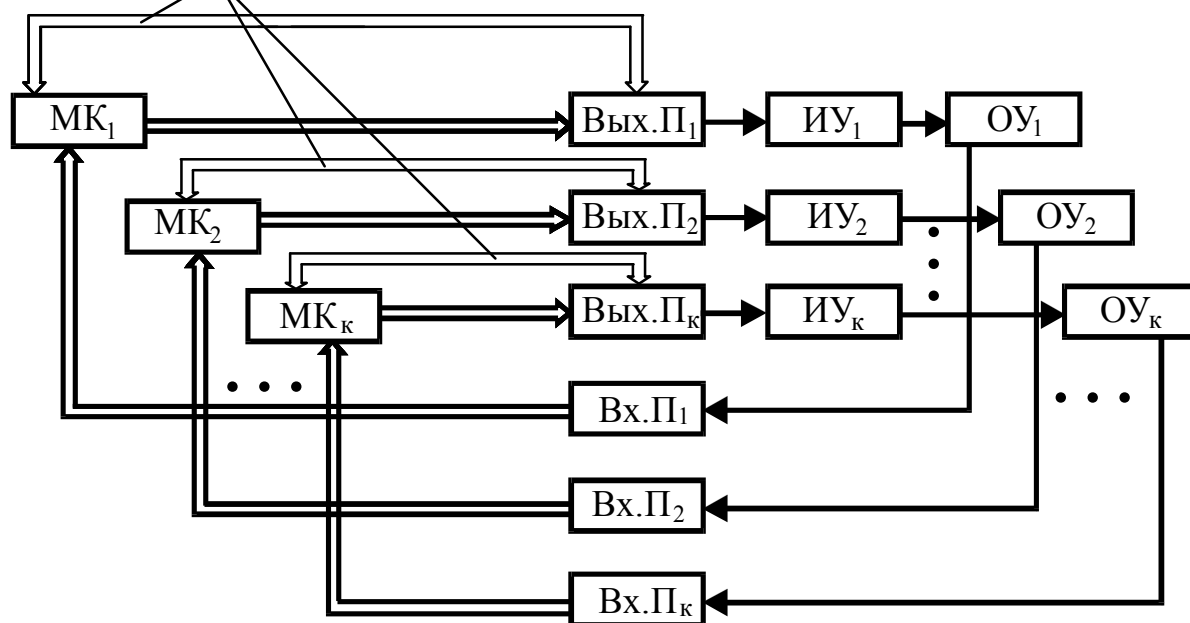 МК₁ Вых.П₁ ИУ₁ ОУ₁
МК₂ Вых.П₂ ИУ₂ ОУ₂
МКк Вых.Пк ИУк ОУк
Вх.П₁
Вх.П₂
Вх.Пк